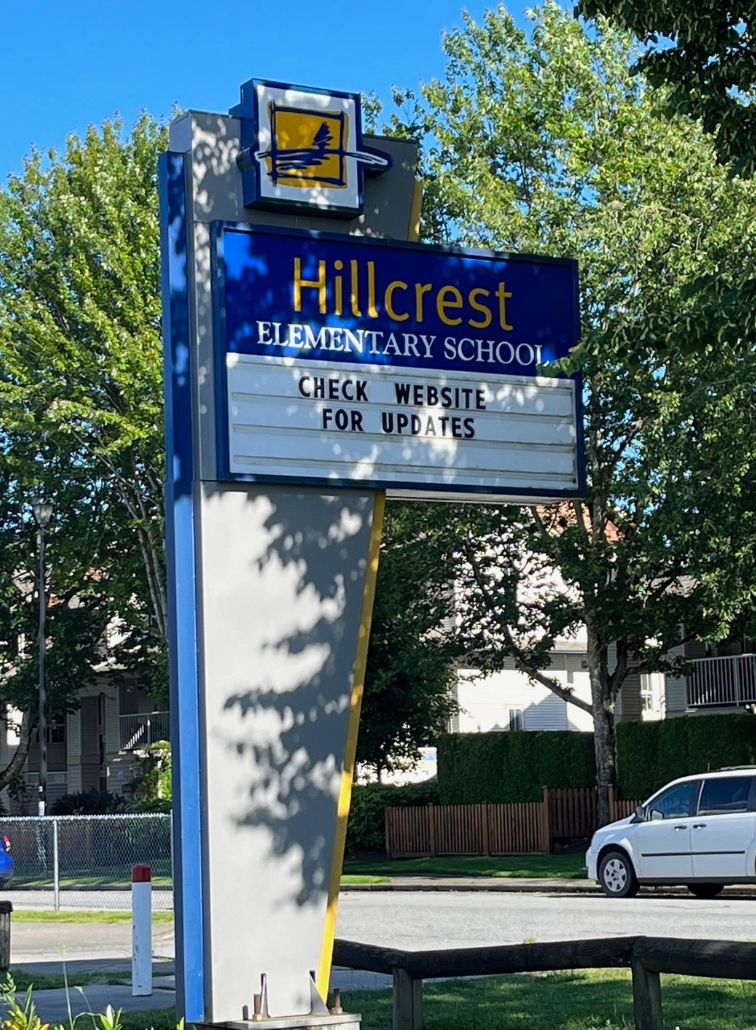 Hillcrest
ELEMENTARY SCHOOL
CHECK WEBSITE
FOR UPDATES